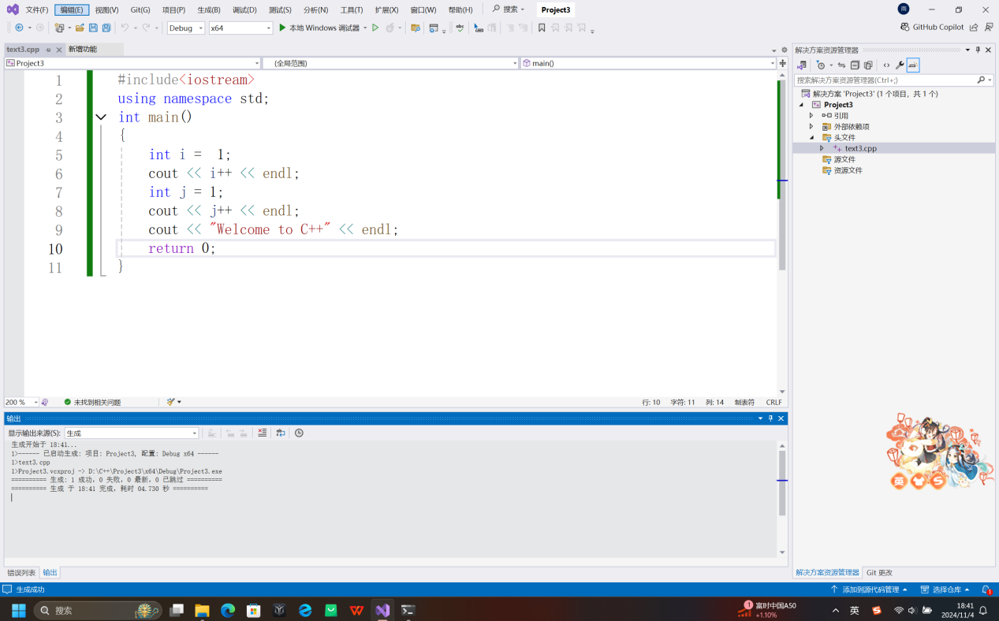 文件(F) 编辑(E) 视图(V) Git(G) 项目(P) 生成(B) 调试(D) 测试(S) 分析(N) 工具(T) 扩展(X) 窗口(W) 帮助(H) 搜索 Project3
Debug x64 本地 Windows 调试器 GitHub Copilot
text3.cpp 新增功能
Project3 (全局范围) main()
1 #include<iostream>
2 using namespace std;
3 int main()
4 {
5 int i =  1;
6 cout << i++ << endl;
7 int j = 1;
8 cout << j++ << endl;
9 cout << "Welcome to C++" << endl;
10 return 0;
11 }
200 % 未找到相关问题 行: 10 字符: 11 列: 14 制表符 CRLF
输出
显示输出来源(S): 生成
生成开始于 18:41...
1>------ 已启动生成: 项目: Project3, 配置: Debug x64 ------
1>text3.cpp
1>Project3.vcxproj -> D:\C++\Project3\x64\Debug\Project3.exe
========== 生成: 1 成功，0 失败，0 最新，0 已跳过 ==========
========== 生成 于 18:41 完成，耗时 04.730 秒 ==========
错误列表 输出
解决方案资源管理器
搜索解决方案资源管理器(Ctrl+;)
解决方案 'Project3' (1 个项目，共 1 个)
Project3
引用
外部依赖项
头文件
text3.cpp
源文件
资源文件
英 S
解决方案资源管理器 Git 更改
生成成功 添加到源代码管理 选择仓库 1
搜索 1 富时中国A50 英 S 18:41
+1.10% 2024/11/4